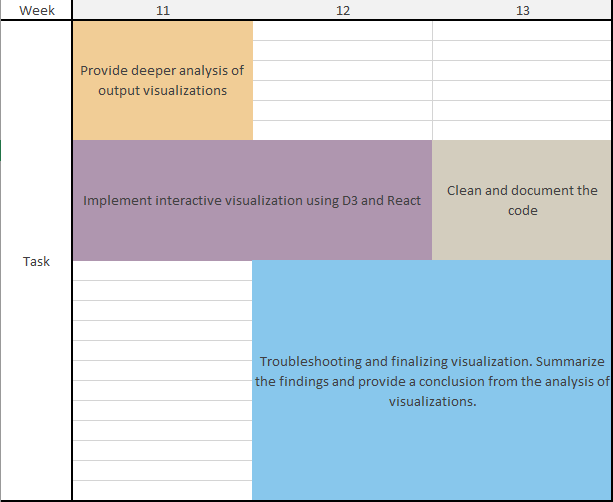 Week 11 12 13
Provide deeper analysis of
output visualizations
Implement interactive visualization using D3 and React
Clean and document the
code
Task
Troubleshooting and finalizing visualization. Summarize
the findings and provide a conclusion from the analysis of
visualizations.